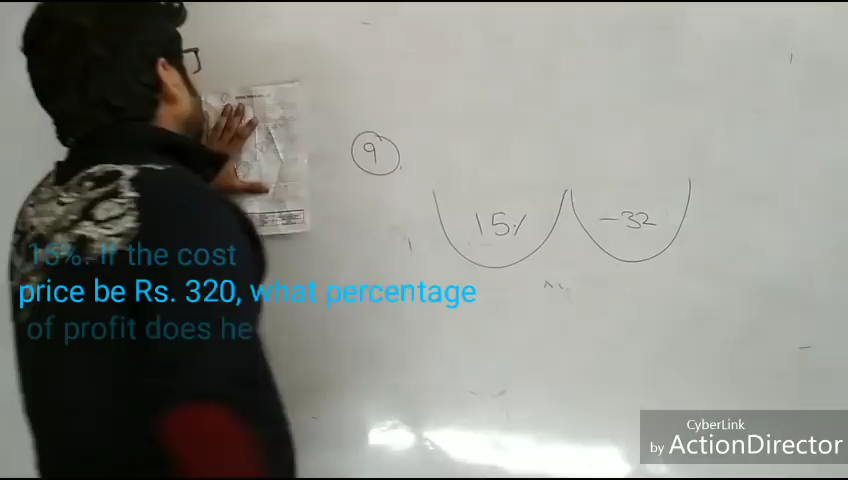 9
15% -32
15%. If the cost
price be Rs. 320, what percentage
of profit does he
CyberLink
by ActionDirector